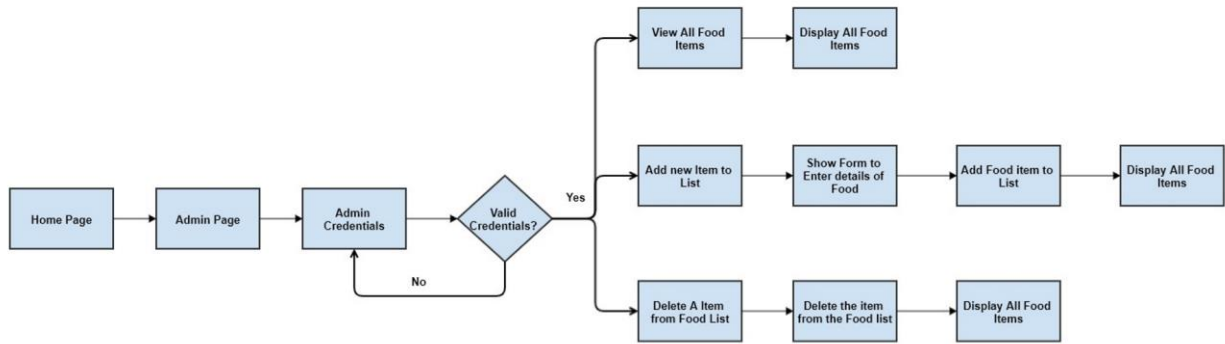 View All Food
Items
Display All Food
Items
Add new Item to
List
Show Form to
Enter details of
Food
Add Food item to
List
Display All Food
Items
Yes
Home Page
Admin Page
Admin
Credentials
Valid
Credentials?
No
Delete A Item
from Food List
Delete the item
from the Food list
Display All Food
Items